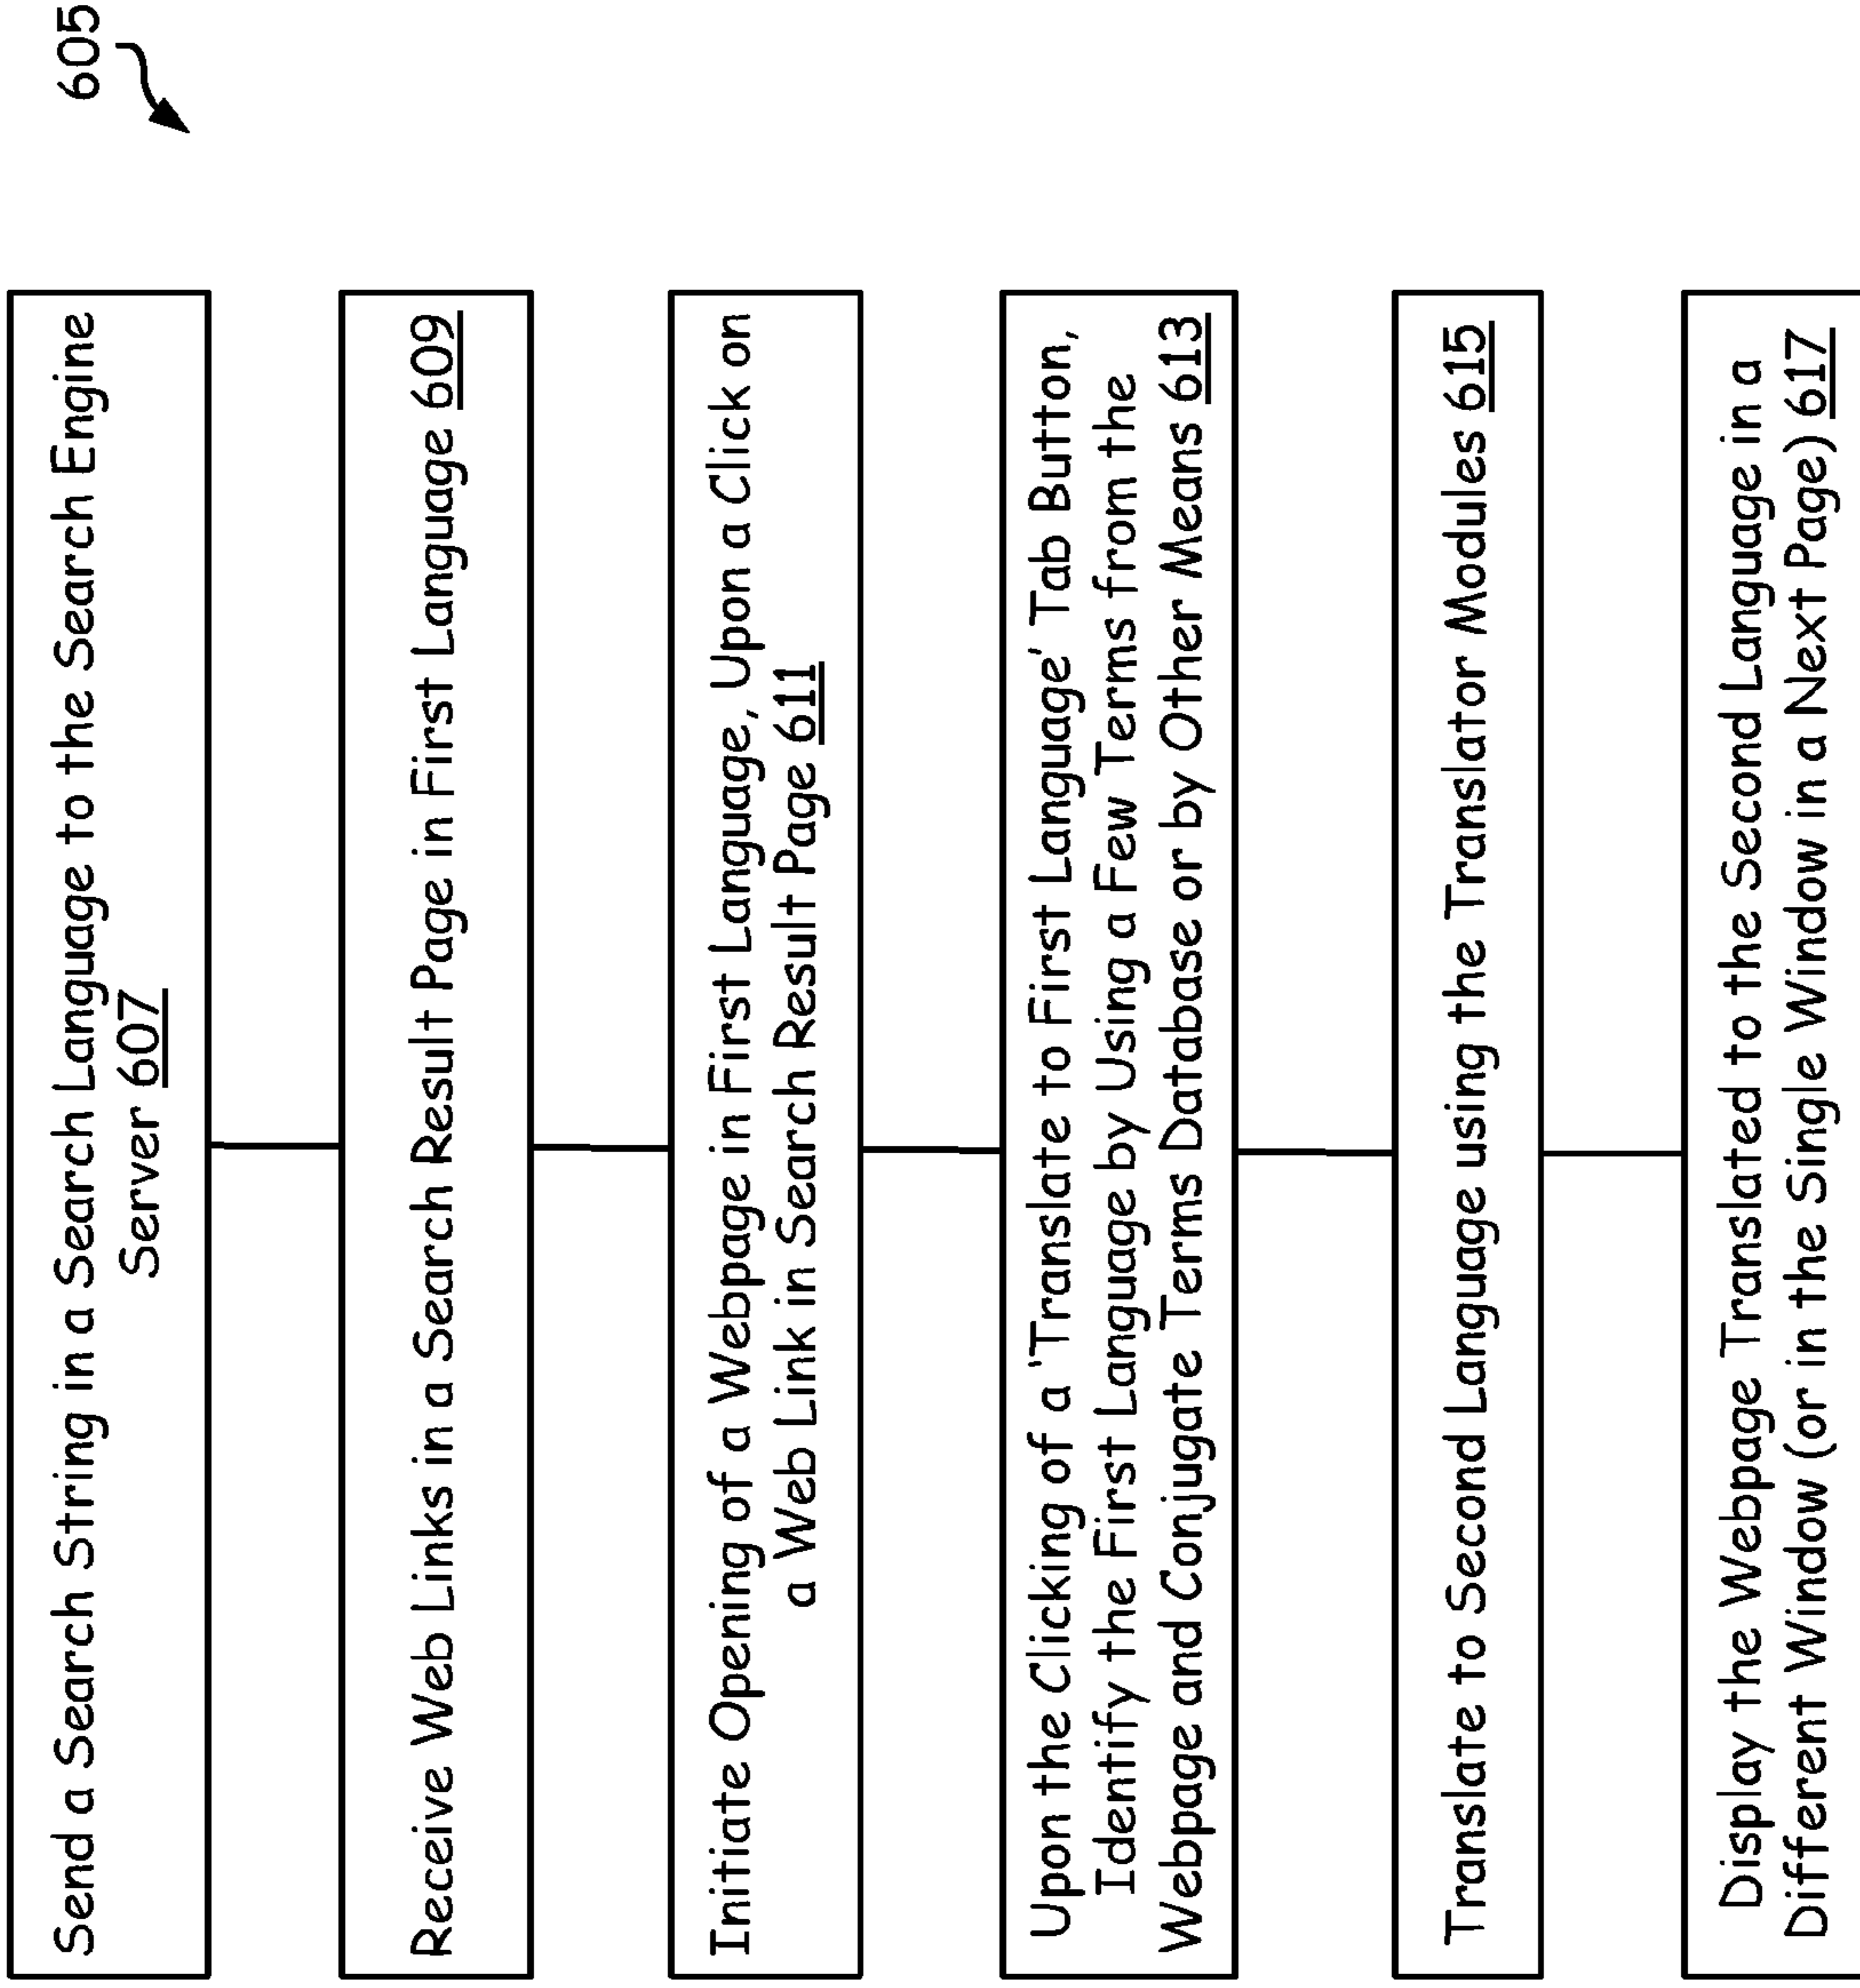 605
Send a Search String in a Search Language to the Search Engine
Server 607
Receive Web Links in a Search Result Page in First Language 609
Initiate Opening of a Webpage in First Language, Upon a Click on
a Web Link in Search Result Page 611
Upon the Clicking of a 'Translate to First Language' Tab Button,
Identify the First Language by Using a Few Terms from the
Webpage and Conjugate Terms Database or by Other Means 613
Translate to Second Language using the Translator Modules 615
Display the Webpage Translated to the Second Language in a
Different Window (or in the Single Window in a Next Page) 617